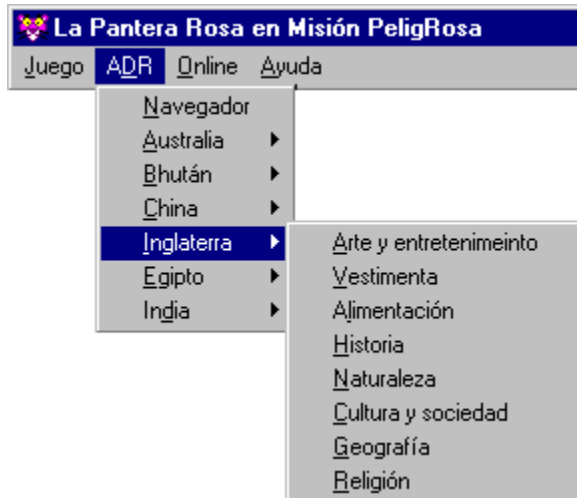 La Pantera Rosa en Misión PeligRosa
Juego ADR Online Ayuda
Navegador
Australia
Bhután
China
Inglaterra
Egipto
India
Arte y entretenimeinto
Vestimenta
Alimentación
Historia
Naturaleza
Cultura y sociedad
Geografía
Religión